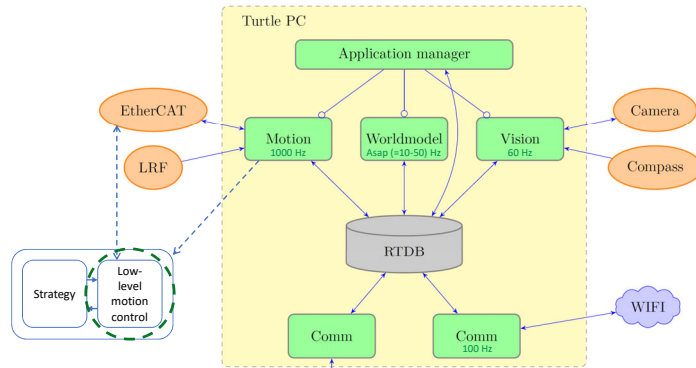 Turtle PC
Application manager
EtherCAT
Camera
Motion
1000 Hz
Worldmodel
Asap (=10-50) Hz
Vision
60 Hz
LRF
Compass
RTDB
Strategy
Low-
level
motion
control
WIFI
Comm
Comm
100 Hz